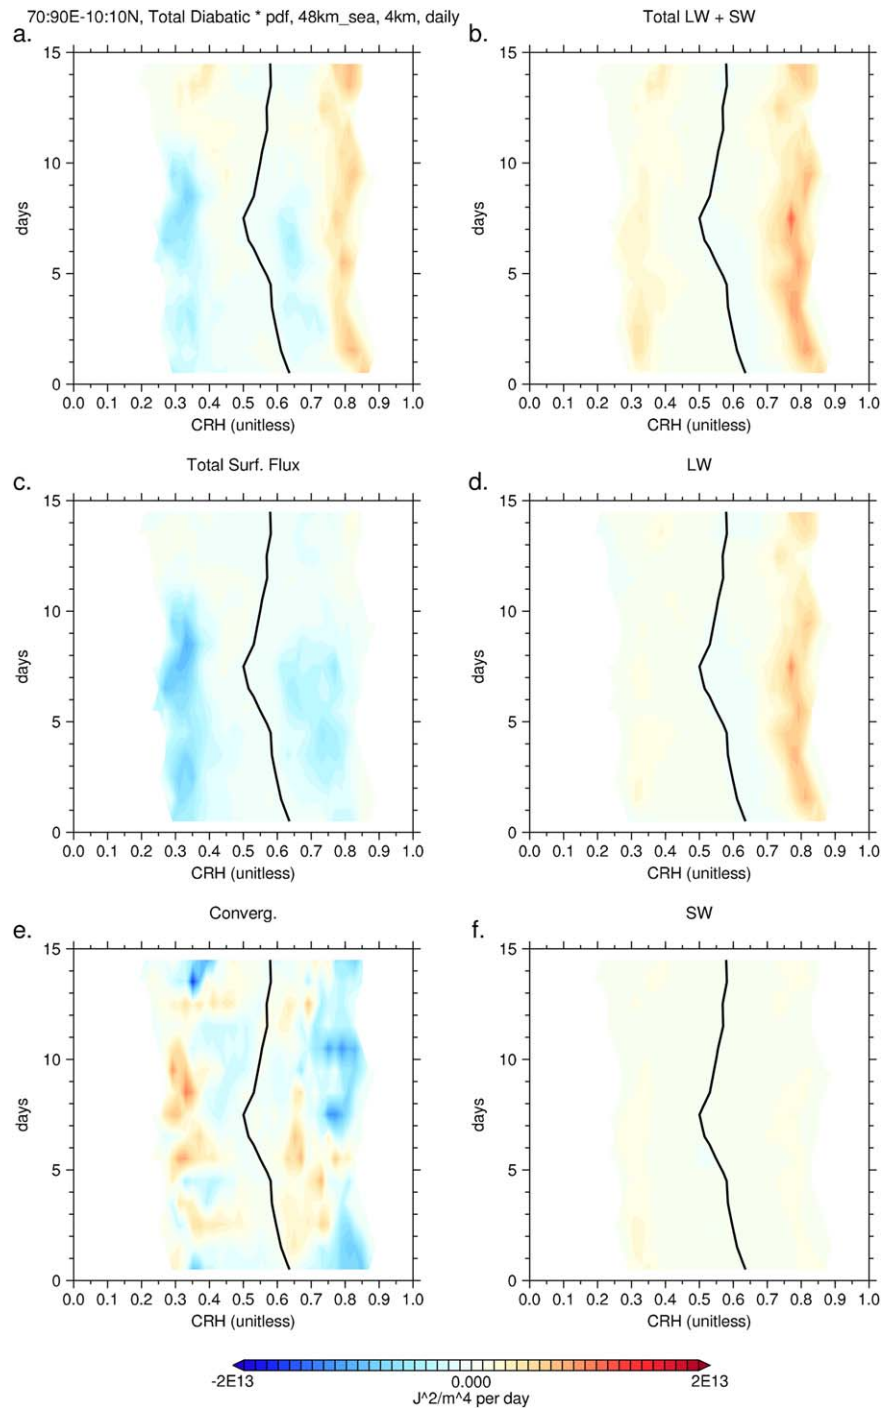 70:90E-10:10N, Total Diabatic * pdf, 48km_sea, 4km, daily
Total LW + SW
a.
b.
15
10
5
0
days
0.0 0.1 0.2 0.3 0.4 0.5 0.6 0.7 0.8 0.9 1.0
CRH (unitless)
15
10
5
0
days
0.0 0.1 0.2 0.3 0.4 0.5 0.6 0.7 0.8 0.9 1.0
CRH (unitless)
Total Surf. Flux
LW
c.
d.
15
10
5
0
days
0.0 0.1 0.2 0.3 0.4 0.5 0.6 0.7 0.8 0.9 1.0
CRH (unitless)
15
10
5
0
days
0.0 0.1 0.2 0.3 0.4 0.5 0.6 0.7 0.8 0.9 1.0
CRH (unitless)
Converg.
SW
e.
f.
15
10
5
0
days
0.0 0.1 0.2 0.3 0.4 0.5 0.6 0.7 0.8 0.9 1.0
CRH (unitless)
15
10
5
0
days
0.0 0.1 0.2 0.3 0.4 0.5 0.6 0.7 0.8 0.9 1.0
CRH (unitless)
-2E13 0.000 2E13
J^2/m^4 per day